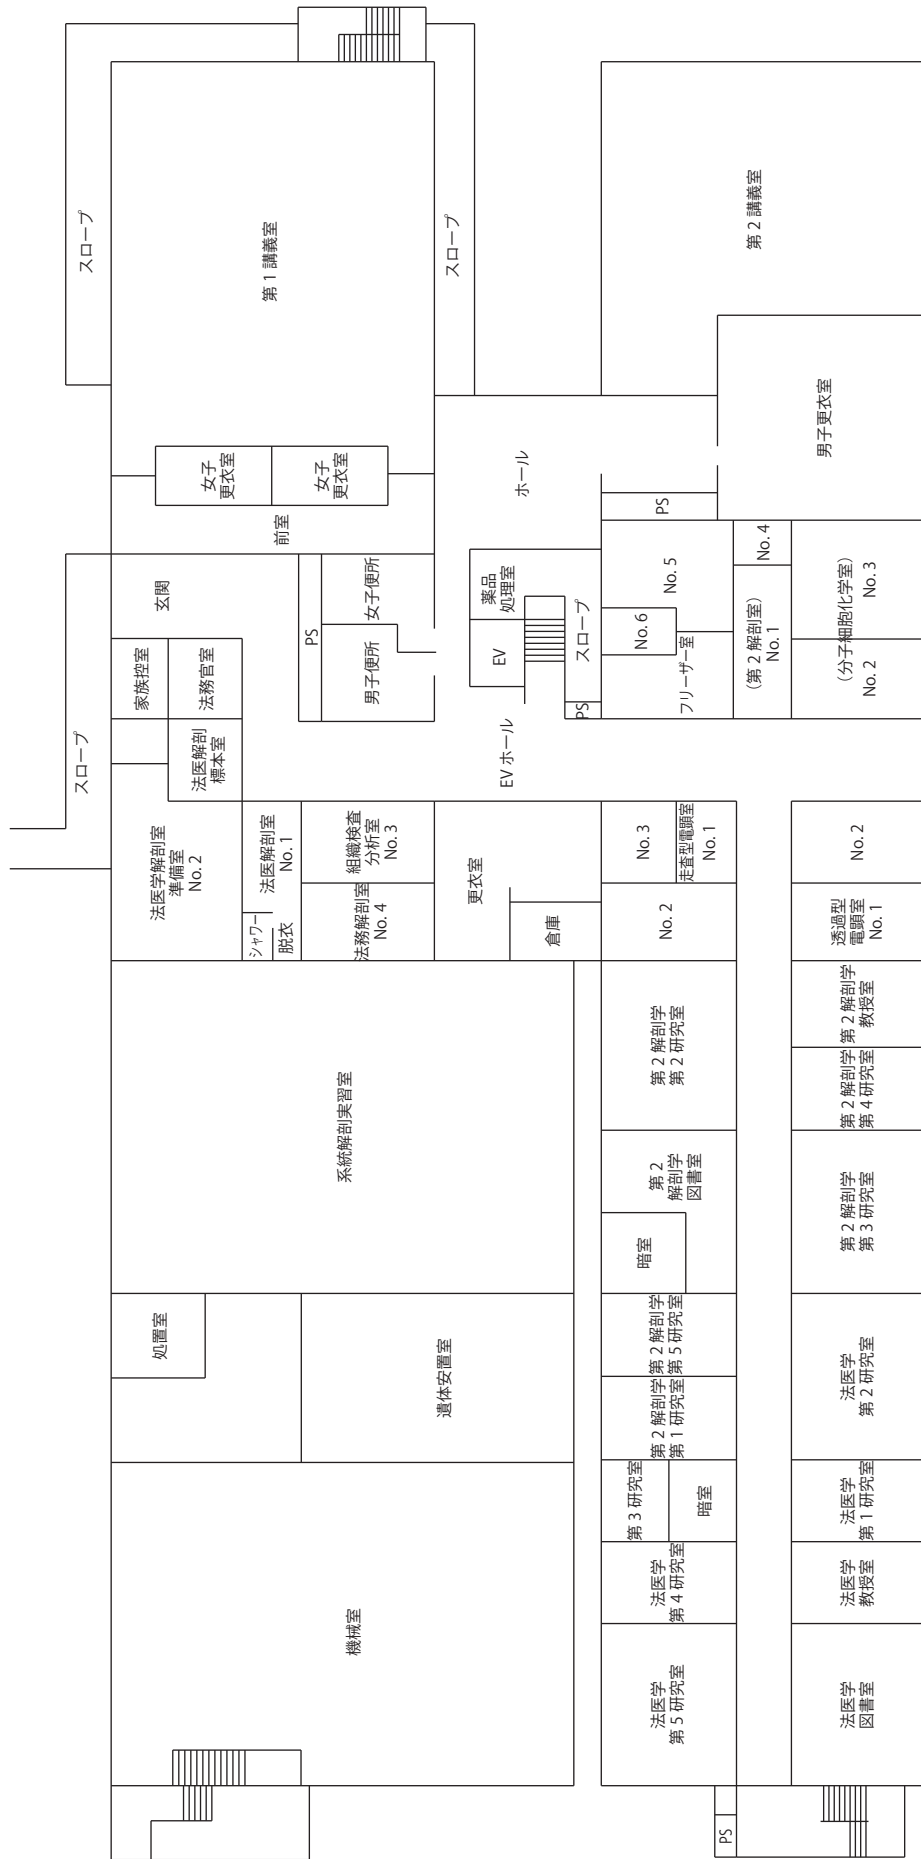 スロープ
第 1 講義室
スロープ
第 2 講義室
女子
更衣室
女子
更衣室
前室
ホール
男子更衣室
PS
スロープ
玄関
家族控室
法務官室
法医解剖
標本室
PS
女子便所
男子便所
薬品
処理室
EV
スロープ
PS
EV ホール
No. 5
No. 6
フリーザー室
No. 4
（第 2 解剖室）
No. 1
（分子細胞化学室）
No. 3
No. 2
法医学解剖室
準備室
No. 2
法医解剖室
No. 1
シャワー
脱衣
組織検査
分析室
No. 3
法務解剖室
No. 4
更衣室
倉庫
No. 3
走査型電顕室
No. 1
No. 2
No. 2
透過型
電顕室
No. 1
系統解剖実習室
第 2 解剖学
第 2 研究室
第 2 解剖学
教授室
第 2 解剖学
第 4 研究室
第 2
解剖学
図書室
暗室
第 2 解剖学
第 3 研究室
処置室
遺体安置室
第 2 解剖学
第 5 研究室
第 2 解剖学
第 1 研究室
法医学
第 2 研究室
機械室
第 3 研究室
暗室
法医学
第 1 研究室
法医学
第 4 研究室
法医学
教授室
法医学
第 5 研究室
法医学
図書室
PS